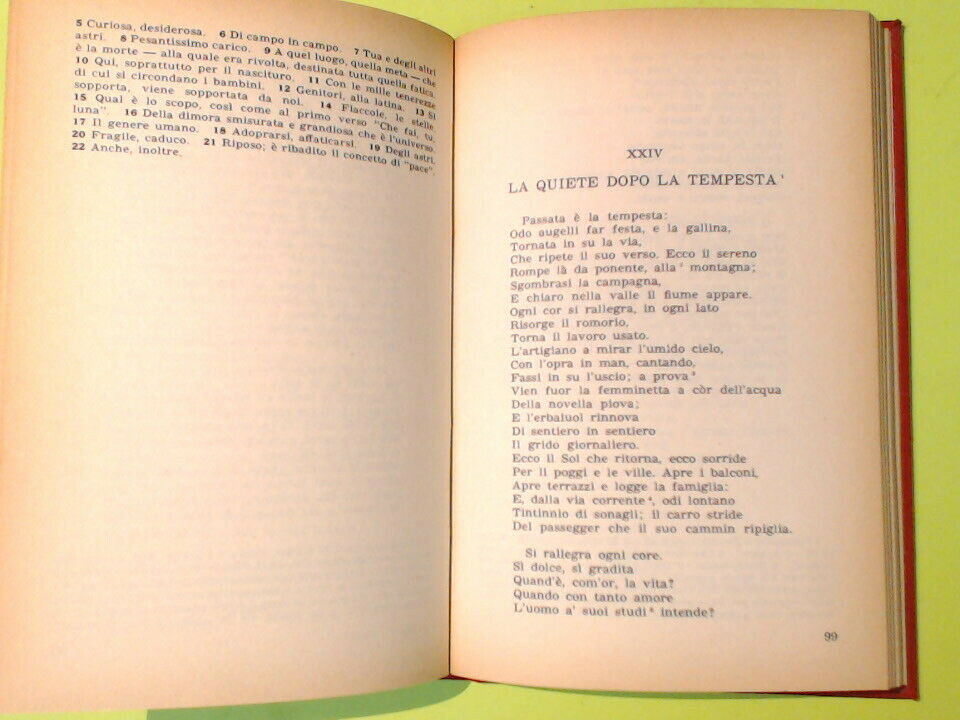 5 Curiosa, desiderosa. 6 Di campo in campo. 7 Tua e degli altri
astri. 8 Pesantissimo carico. 9 A quel luogo, quella meta — che
è la morte — alla quale era rivolta, destinata tutta quella fatica.
10 Qui, soprattutto per il nascituro. 11 Con le mille tenerezze
di cui si circondano i bambini. 12 Genitori, alla latina. 13 Si
sopporta, viene sopportata da noi. 14 Fiaccole, le stelle.
15 Qual è lo scopo, così come al primo verso "Che fai, tu,
luna". 16 Della dimora smisurata e grandiosa che è l'universo.
17 Il genere umano. 18 Adoprarsi, affaticarsi. 19 Degli astri.
20 Fragile, caduco. 21 Riposo; è ribadito il concetto di "pace".
22 Anche, inoltre.
XXIV
LA QUIETE DOPO LA TEMPESTA¹
Passata è la tempesta:
Odo augelli far festa, e la gallina,
Tornata in su la via,
Che ripete il suo verso. Ecco il sereno
Rompe là da ponente, alla² montagna;
Sgombrasi la campagna,
E chiaro nella valle il fiume appare.
Ogni cor si rallegra, in ogni lato
Risorge il romorio,
Torna il lavoro usato.
L'artigiano a mirar l'umido cielo,
Con l'opra in man, cantando,
Fassi in su l'uscio; a prova³
Vien fuor la femminetta a còr dell'acqua
Della novella piova;
E l'erbaiuol rinnova
Di sentiero in sentiero
Il grido giornaliero.
Ecco il Sol che ritorna, ecco sorride
Per li poggi e le ville. Apre i balconi,
Apre terrazzi e logge la famiglia:
E, dalla via corrente⁴, odi lontano
Tintinnio di sonagli; il carro stride
Del passegger che il suo cammin ripiglia.
Si rallegra ogni core.
Sì dolce, sì gradita
Quand'è, com'or, la vita?
Quando con tanto amore
L'uomo a' suoi studi⁵ intende?
99